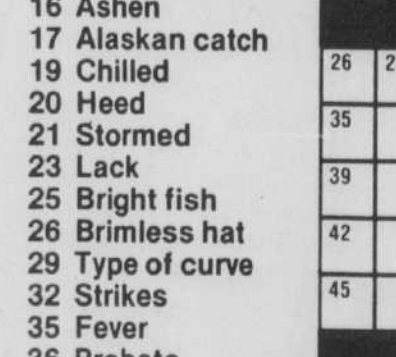 16 Ashen
17 Alaskan catch
19 Chilled
20 Heed
21 Stormed
23 Lack
25 Bright fish
26 Brimless hat
29 Type of curve
32 Strikes
35 Fever
26 2
35
39
42
45